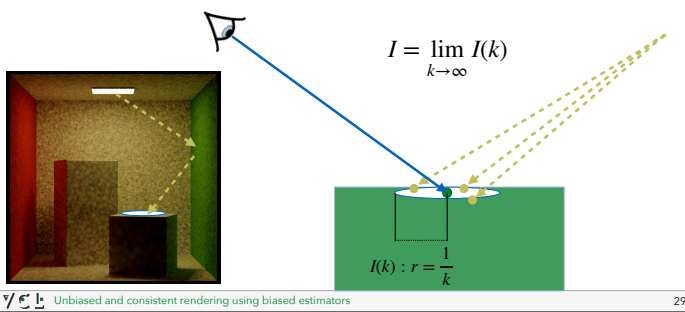 I = lim I(k)
k→∞
I(k) : r = 1/k
VCL Unbiased and consistent rendering using biased estimators 29